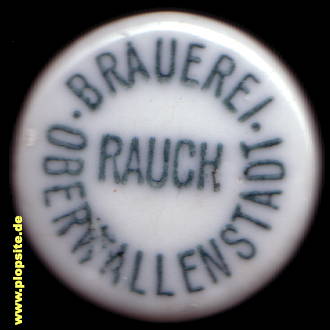 · BRAUEREI ·
RAUCH
OBERWALLENSTADT
www.plopsite.de